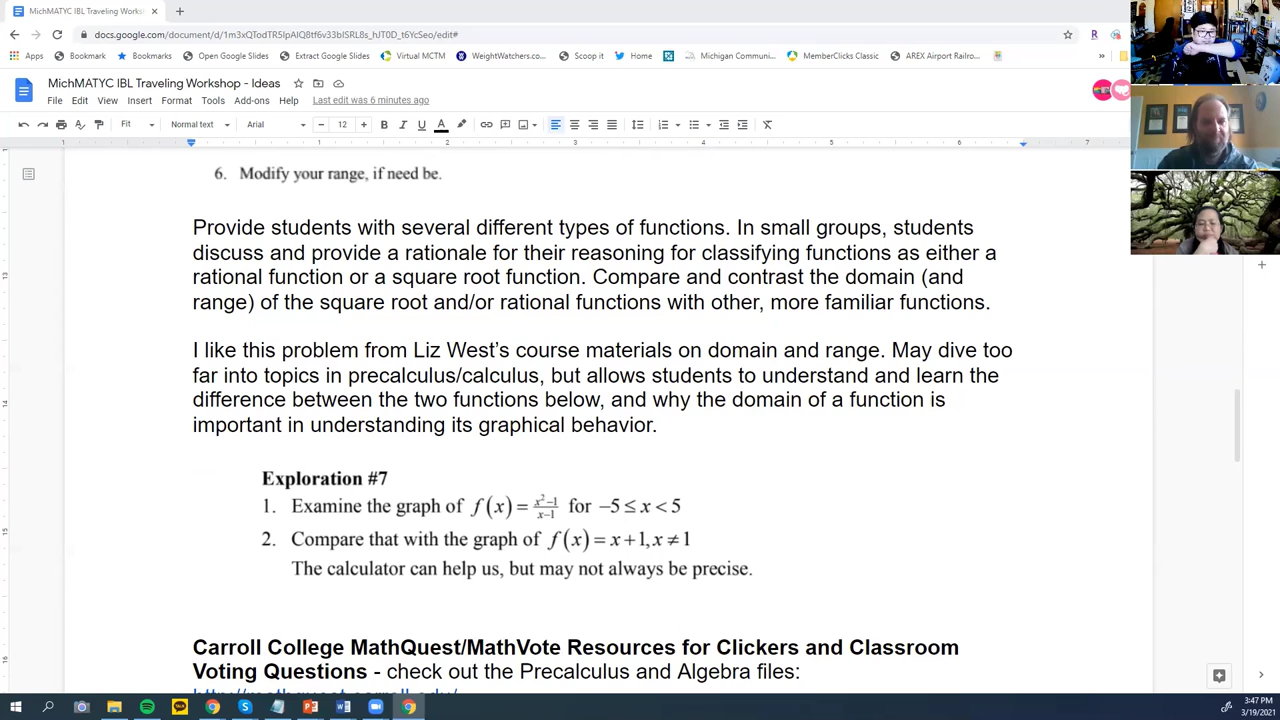 MichMATYC IBL Traveling Workshop - Ideas
docs.google.com/document/d/1m3xQTodTR5IpAlQ8tf6v33bISRL8s_hJT0D_t6YcSeo/edit#
Apps Bookmark Bookmarks Open Google Slides Extract Google Slides Virtual MCTM WeightWatchers.co... Scoop it Home Michigan Communi... MemberClicks Classic AREX Airport Railro...
MichMATYC IBL Traveling Workshop - Ideas
File Edit View Insert Format Tools Add-ons Help Last edit was 6 minutes ago
Fit Normal text Arial 12
1 1 2 3 4 5 6 7
6. Modify your range, if need be.
Provide students with several different types of functions. In small groups, students
discuss and provide a rationale for their reasoning for classifying functions as either a
rational function or a square root function. Compare and contrast the domain (and
range) of the square root and/or rational functions with other, more familiar functions.
I like this problem from Liz West's course materials on domain and range. May dive too
far into topics in precalculus/calculus, but allows students to understand and learn the
difference between the two functions below, and why the domain of a function is
important in understanding its graphical behavior.
Exploration #7
1. Examine the graph of f(x) = x²−1/x−1 for −5 ≤ x < 5
2. Compare that with the graph of f(x) = x+1, x ≠ 1
The calculator can help us, but may not always be precise.
Carroll College MathQuest/MathVote Resources for Clickers and Classroom
Voting Questions - check out the Precalculus and Algebra files:
3:47 PM
3/19/2021